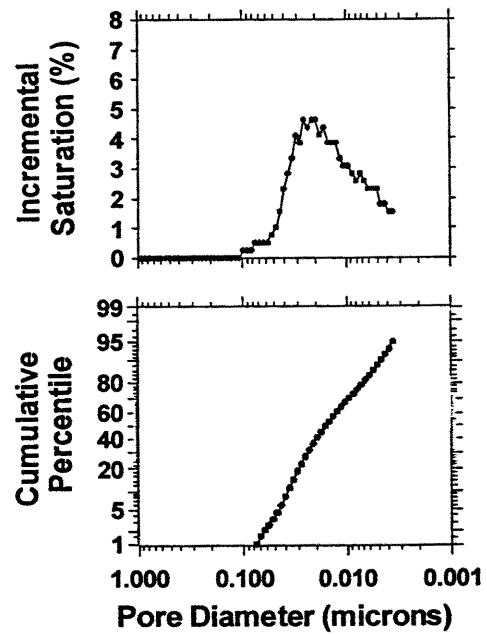 Incremental
Saturation (%)
8
7
6
5
4
3
2
1
0
Cumulative
Percentile
99
95
80
60
40
20
5
1
1.000 0.100 0.010 0.001
Pore Diameter (microns)